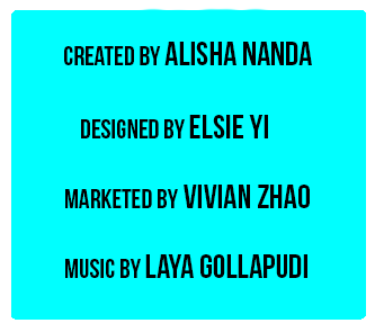 CREATED BY ALISHA NANDA
DESIGNED BY ELSIE YI
MARKETED BY VIVIAN ZHAO
MUSIC BY LAYA GOLLAPUDI